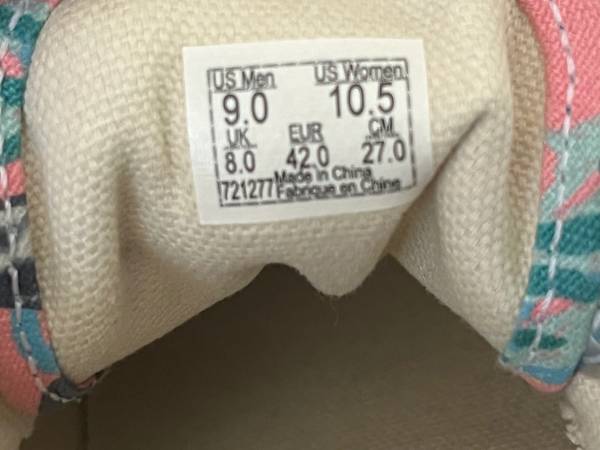 US Men US Women
9.0 10.5
UK EUR CM
8.0 42.0 27.0
721277 Made in China
Fabrique en Chine